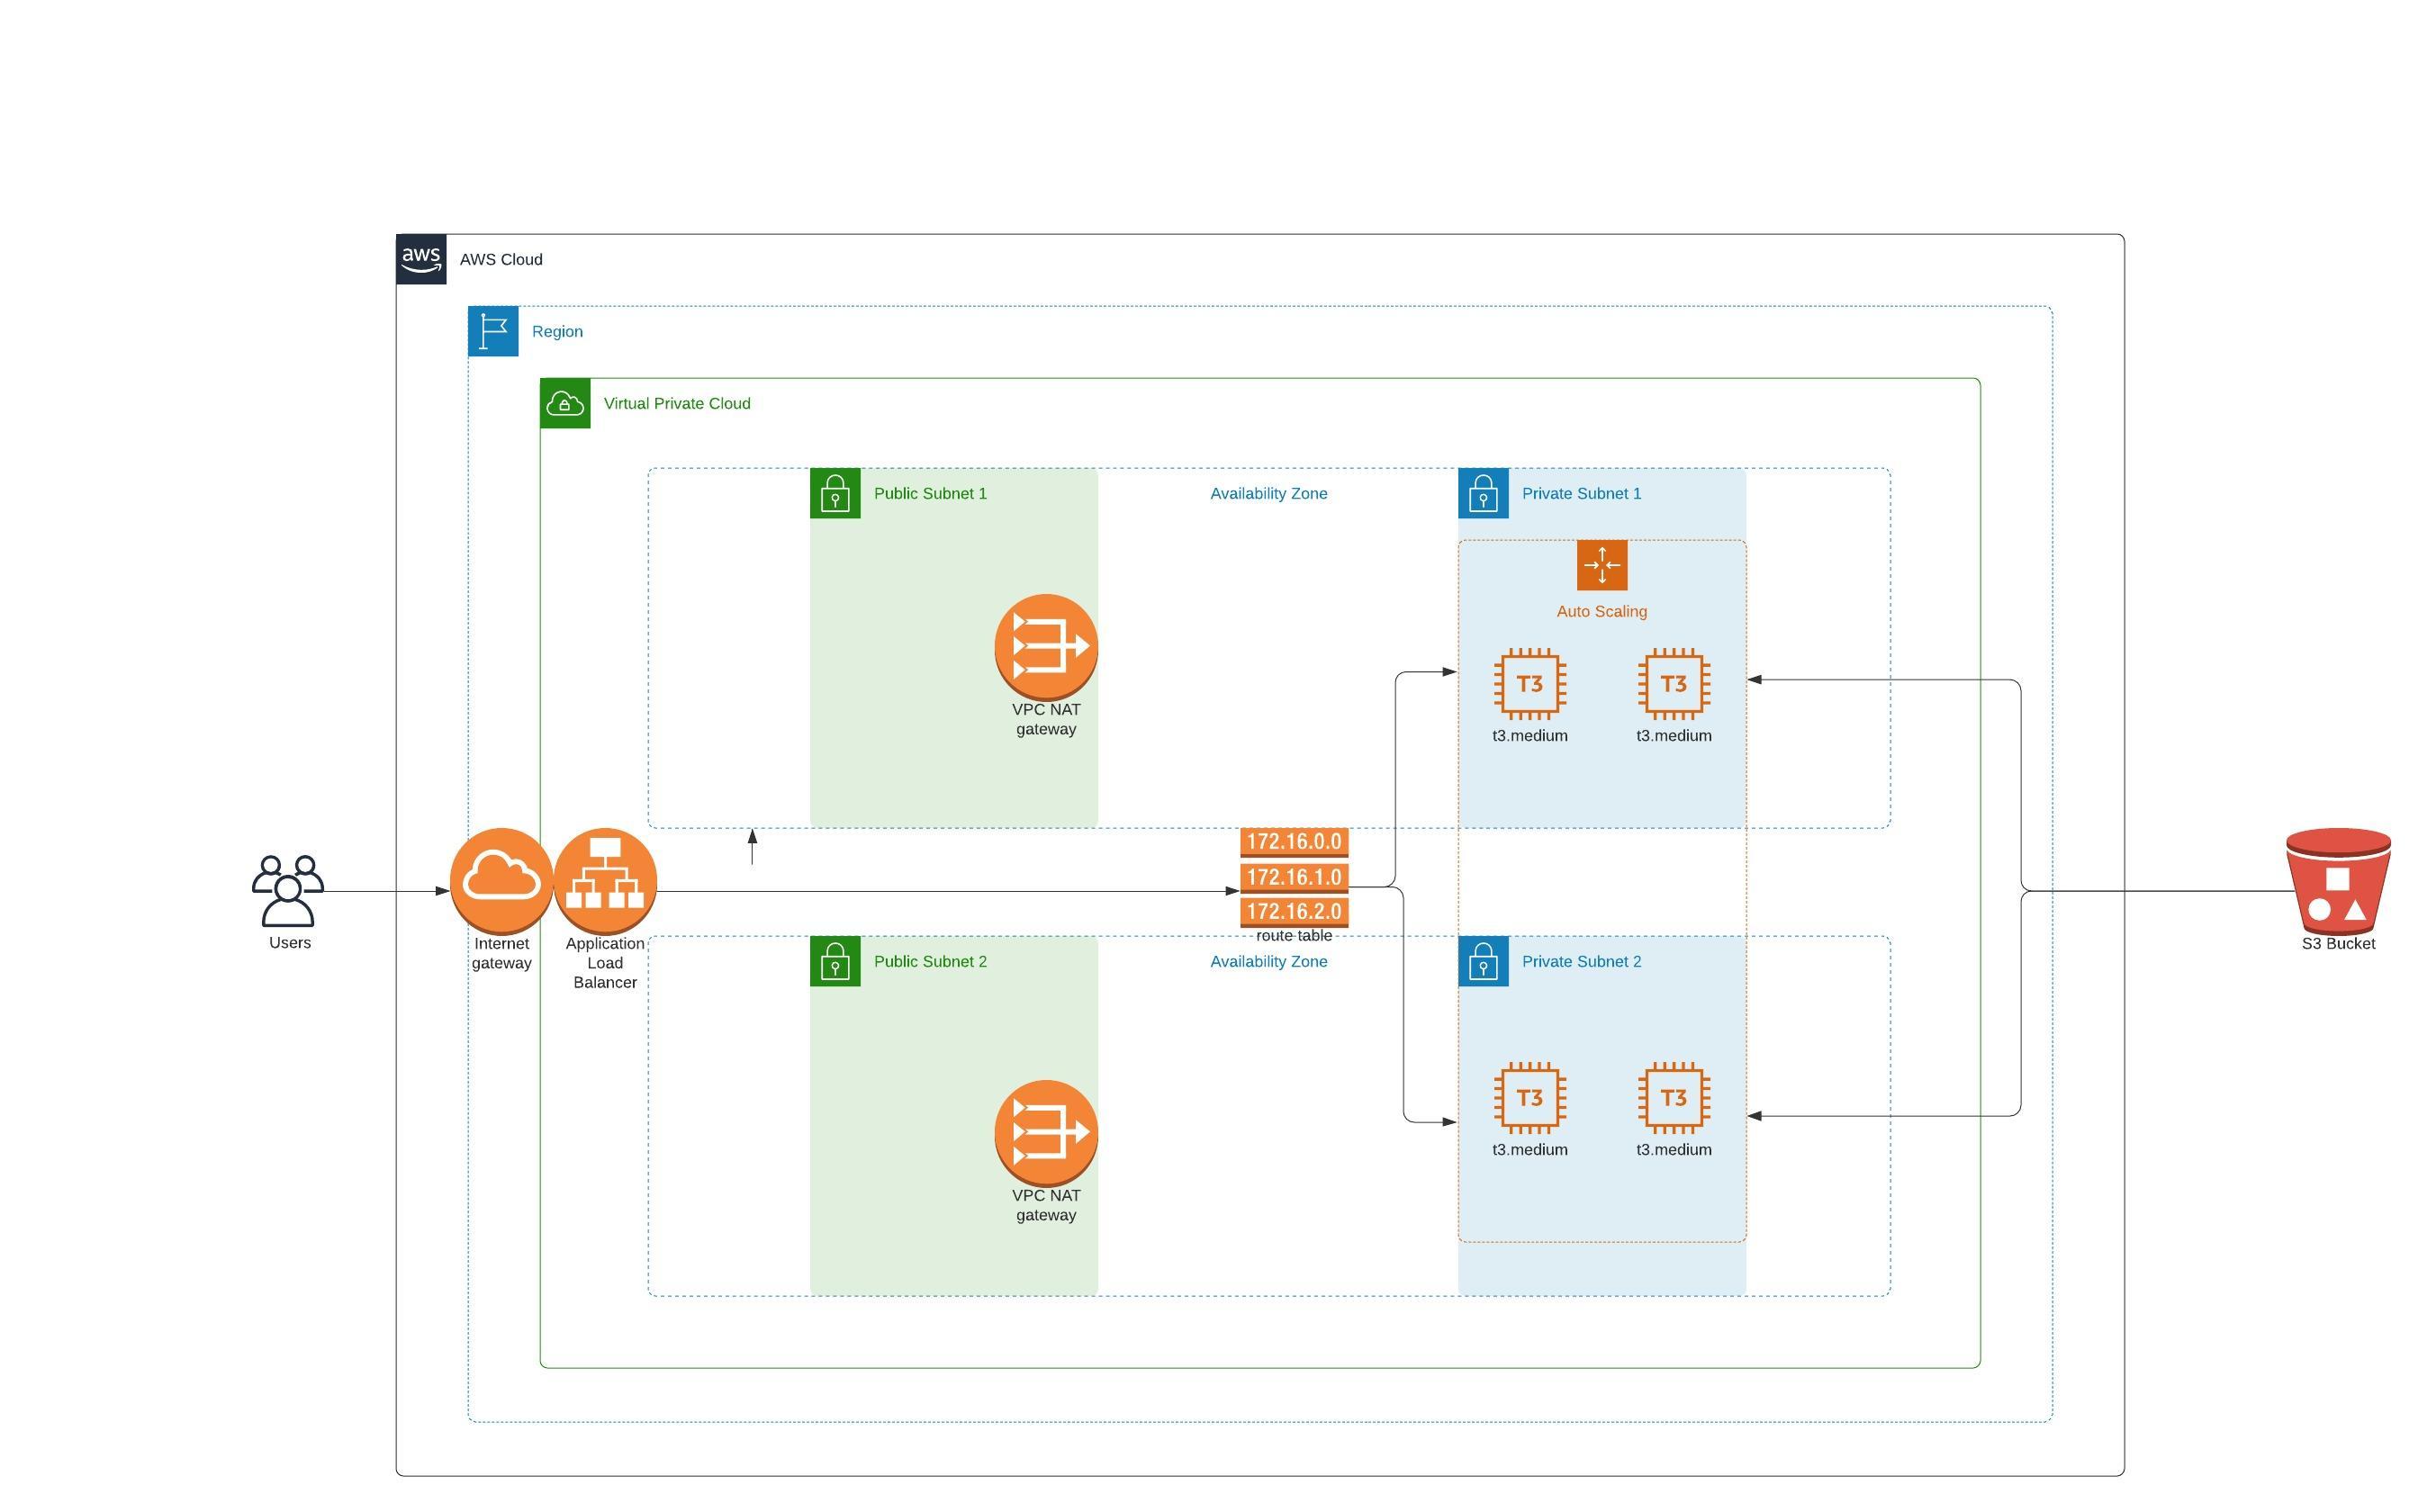 aws
AWS Cloud
Region
Virtual Private Cloud
Public Subnet 1
Availability Zone
Private Subnet 1
Auto Scaling
T3
T3
VPC NAT
gateway
t3.medium
t3.medium
172.16.0.0
172.16.1.0
172.16.2.0
route table
Users
Internet
gateway
Application
Load
Balancer
S3 Bucket
Public Subnet 2
Availability Zone
Private Subnet 2
T3
T3
t3.medium
t3.medium
VPC NAT
gateway